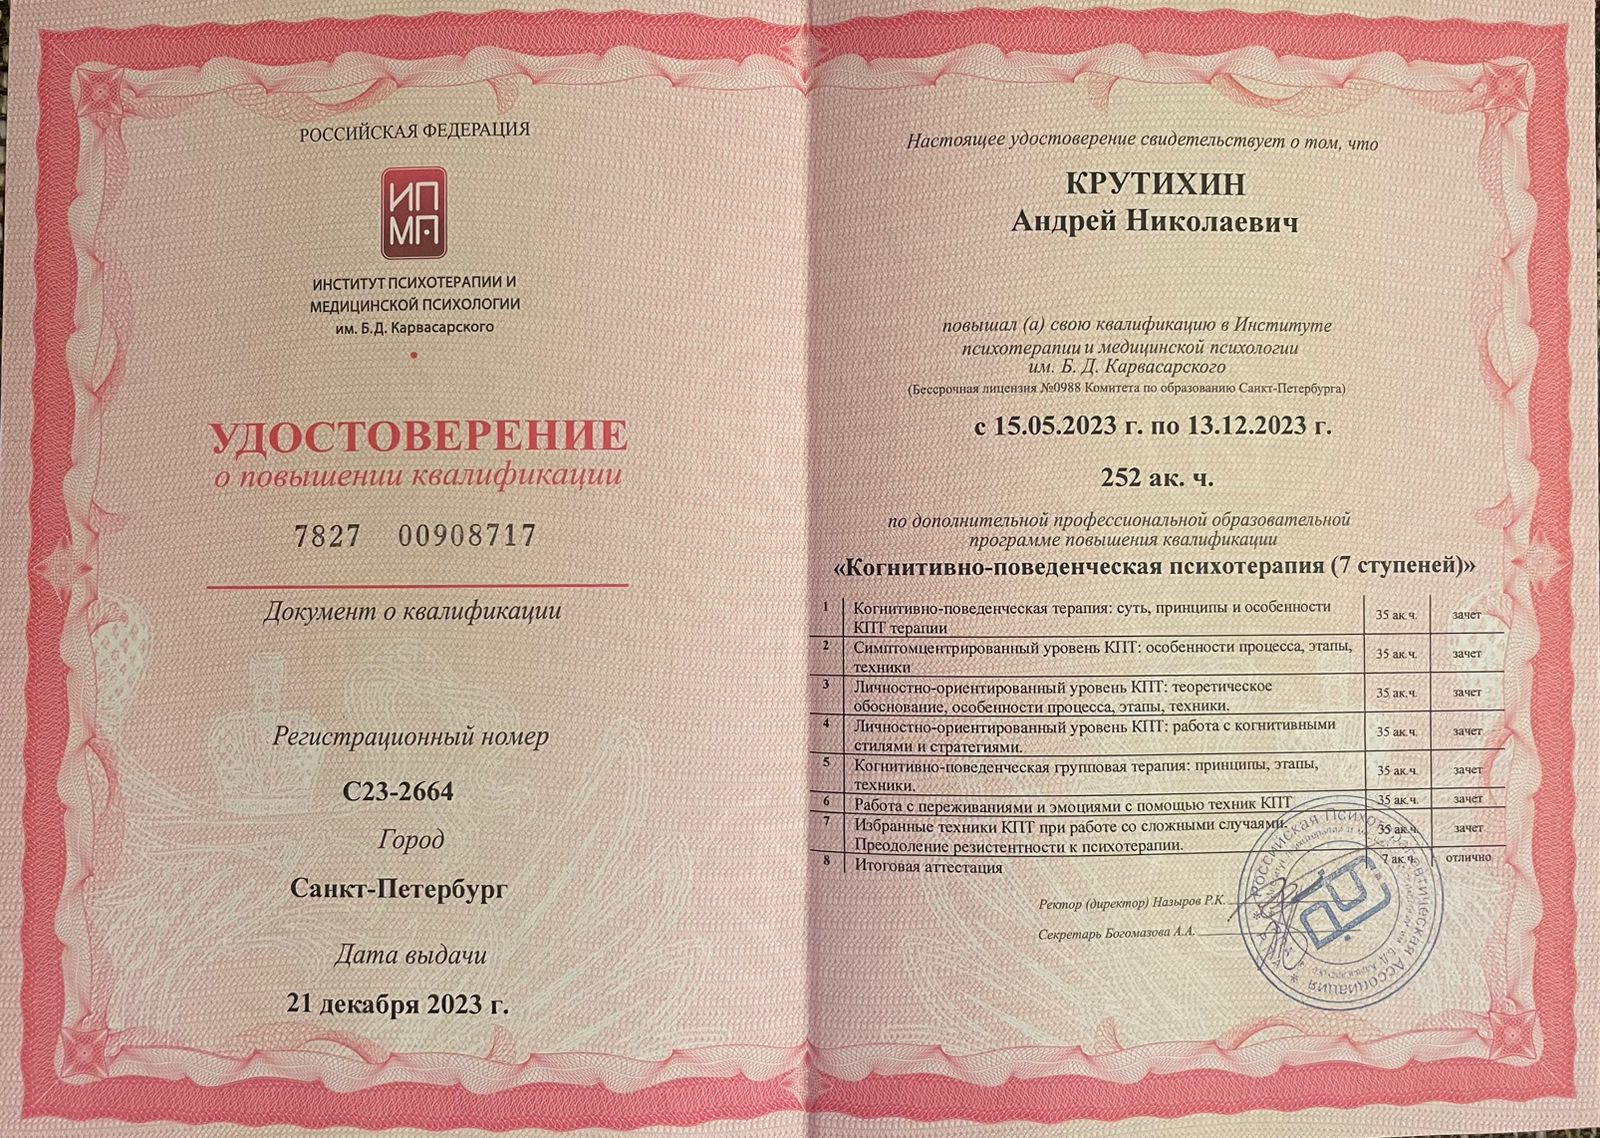 РОССИЙСКАЯ ФЕДЕРАЦИЯ
ИП
МП
ИНСТИТУТ ПСИХОТЕРАПИИ И
МЕДИЦИНСКОЙ ПСИХОЛОГИИ
им. Б.Д. Карвасарского
УДОСТОВЕРЕНИЕ
о повышении квалификации
7827 00908717
Документ о квалификации
Регистрационный номер
С23-2664
Город
Санкт-Петербург
Дата выдачи
21 декабря 2023 г.
Настоящее удостоверение свидетельствует о том, что
КРУТИХИН
Андрей Николаевич
повышал (а) свою квалификацию в Институте
психотерапии и медицинской психологии
им. Б. Д. Карвасарского
(Бессрочная лицензия №0988 Комитета по образованию Санкт-Петербурга)
с 15.05.2023 г. по 13.12.2023 г.
252 ак. ч.
по дополнительной профессиональной образовательной
программе повышения квалификации
«Когнитивно-поведенческая психотерапия (7 ступеней)»
1 Когнитивно-поведенческая терапия: суть, принципы и особенности 35 ак.ч. зачет
КПТ терапии
2 Симптомцентрированный уровень КПТ: особенности процесса, этапы, 35 ак.ч. зачет
техники
3 Личностно-ориентированный уровень КПТ: теоретическое 35 ак.ч. зачет
обоснование, особенности процесса, этапы, техники.
4 Личностно-ориентированный уровень КПТ: работа с когнитивными 35 ак.ч. зачет
стилями и стратегиями.
5 Когнитивно-поведенческая групповая терапия: принципы, этапы, 35 ак.ч. зачет
техники.
6 Работа с переживаниями и эмоциями с помощью техник КПТ 35 ак.ч. зачет
7 Избранные техники КПТ при работе со сложными случаями. 35 ак.ч. зачет
Преодоление резистентности к психотерапии.
8 Итоговая аттестация 7 ак.ч. отлично
Ректор (директор) Назыров Р.К.
Секретарь Богомазова А.А.
Российская Психотерапевтическая Ассоциация